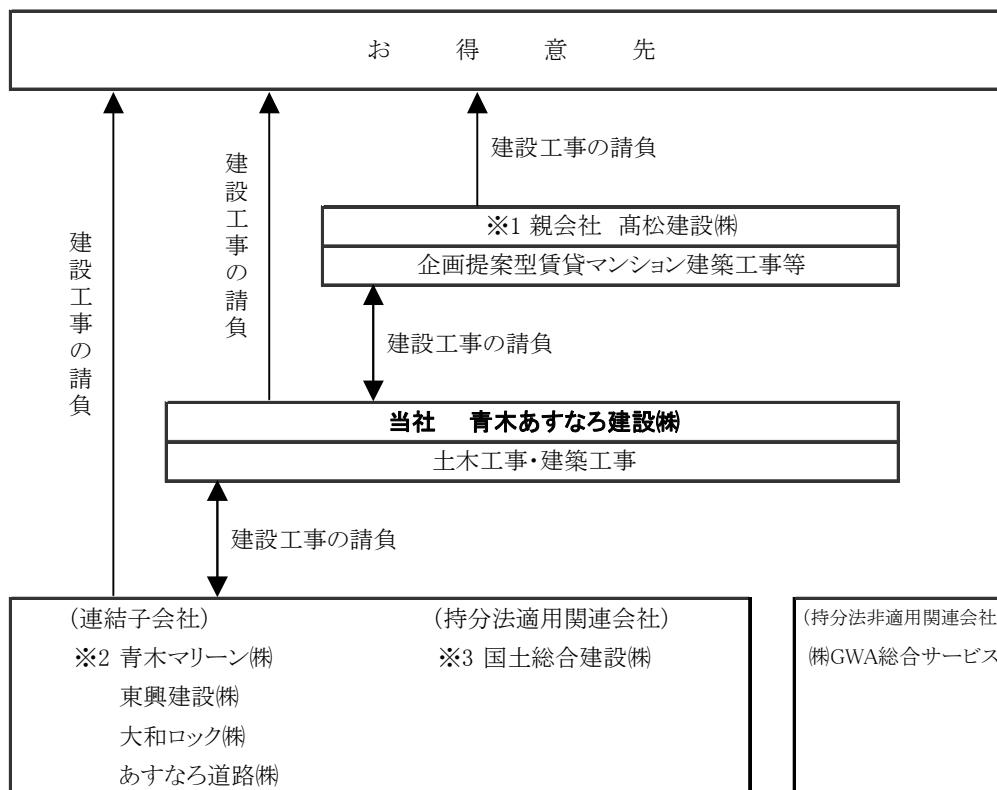 お 得 意 先
建設工事の請負
建設工事の請負
建設工事の請負
※1 親会社 髙松建設㈱
企画提案型賃貸マンション建築工事等
建設工事の請負
当社 青木あすなろ建設㈱
土木工事・建築工事
建設工事の請負
(連結子会社)
(持分法適用関連会社)
(持分法非適用関連会社
※2 青木マリーン㈱
※3 国土総合建設㈱
㈱GWA総合サービス
東興建設㈱
大和ロック㈱
あすなろ道路㈱